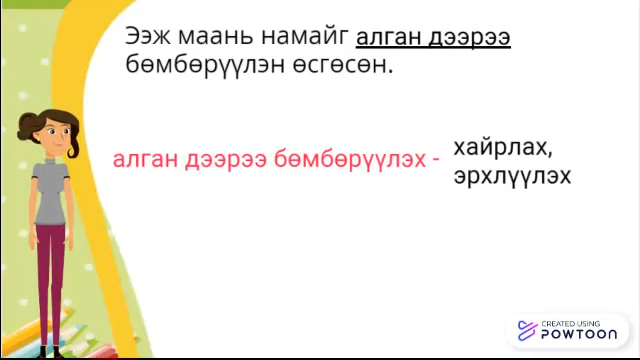 Ээж маань намайг алган дээрээ
бөмбөрүүлэн өсгөсөн.
алган дээрээ бөмбөрүүлэх - хайрлах,
эрхлүүлэх
CREATED USING
POWTOON